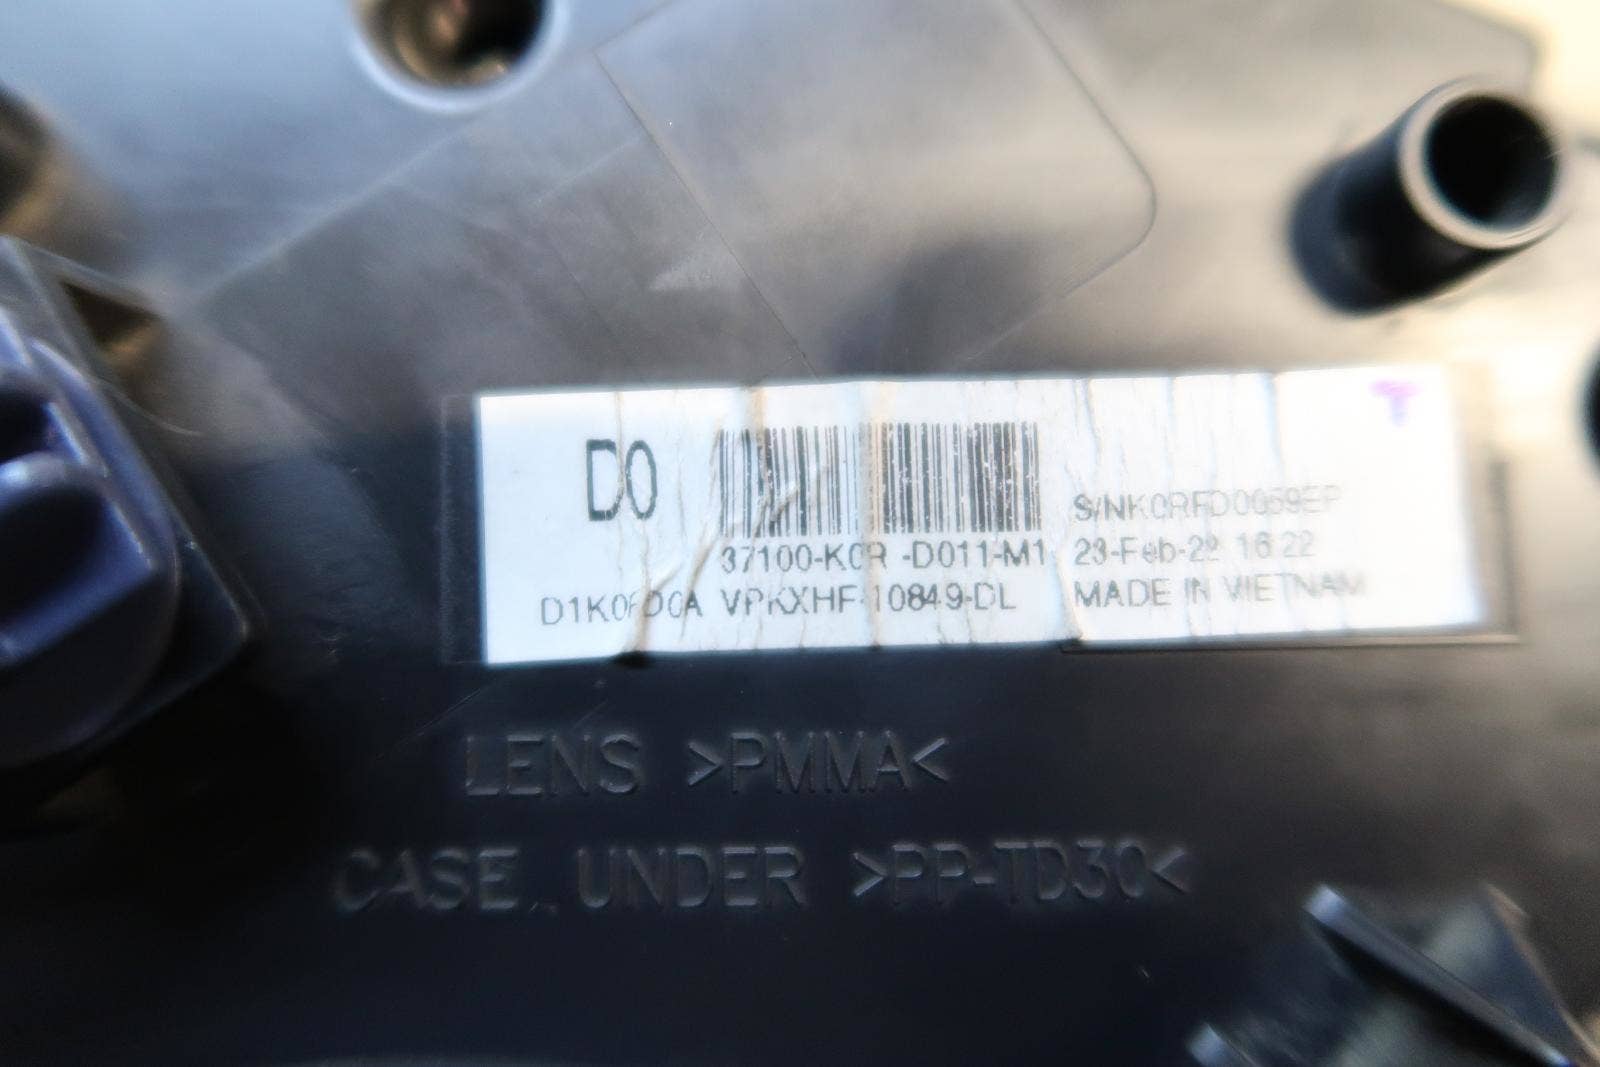 D0
37100-K0R -D011-M1
D1K0RD0A VPKXHF-10849-DL
S/NK0RFD0059EP
23-Feb-22 16:22
MADE IN VIETNAM
LENS >PMMA<
CASE, UNDER >PP-TD30<